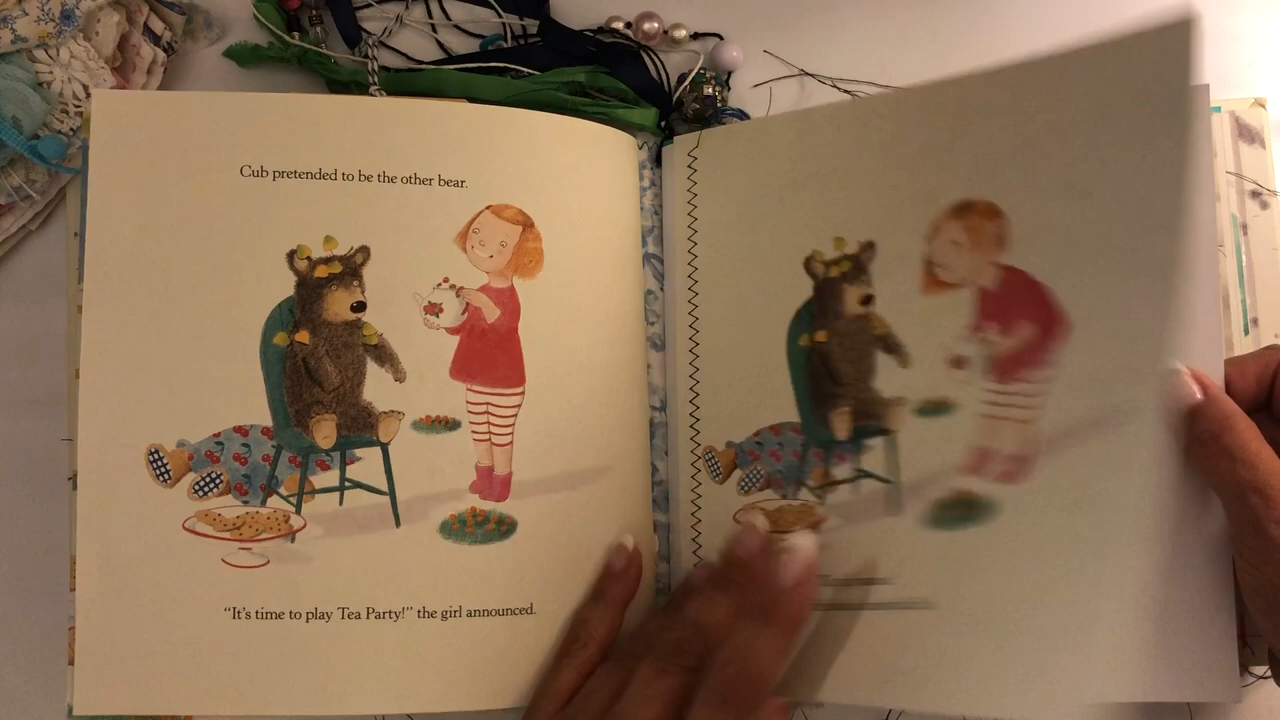 Cub pretended to be the other bear.
“It’s time to play Tea Party!” the girl announced.